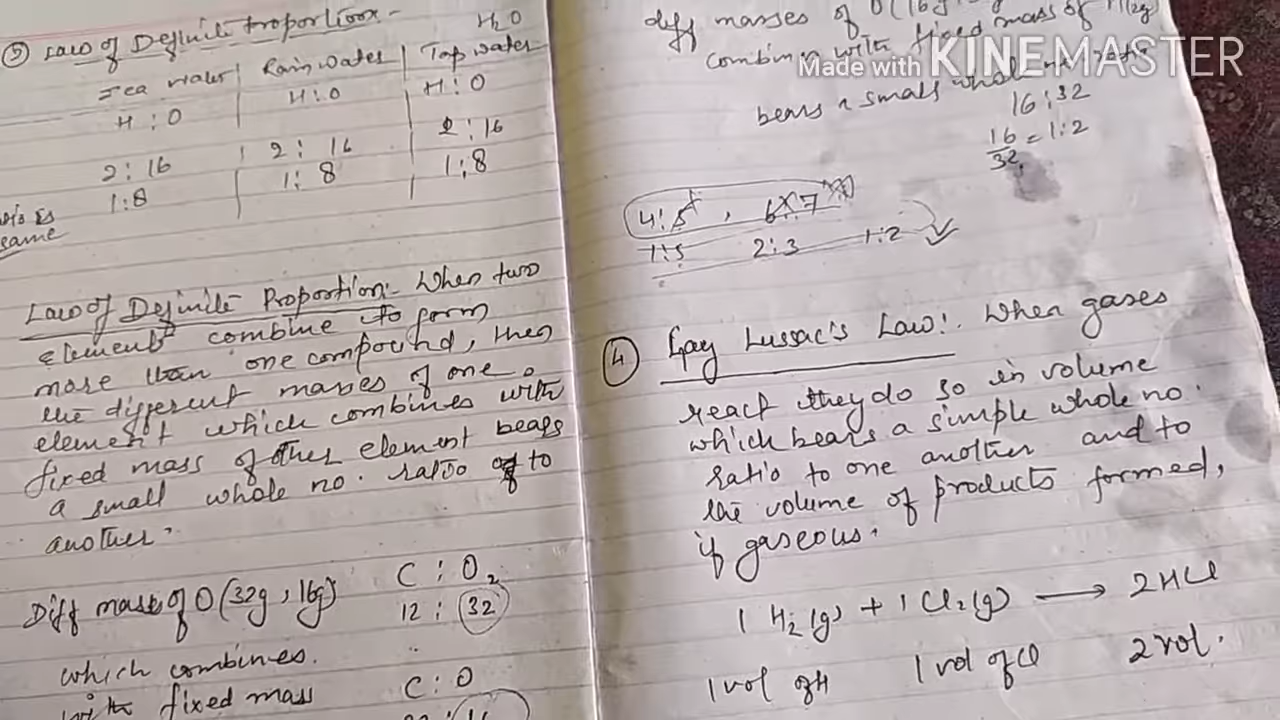 ③ Law of Definite Proportion -
H2O
Sea Water | Rain Water | Tap Water
H : O | H : O | H : O
2 : 16 | 2 : 16 | 2 : 16
1:8 | 1: 8 | 1:8
is
same
Law of Definite Proportion:- When two
elements combine to form
more than one compound, then
the different masses of one
element which combines with
fixed mass of other element bears
a small whole no. ratio to
another.
Diff mass of O (32g, 16g) C : O2
12 : 32
which combines.
with fixed mass C : O
diff masses of O (16g
combines with fixed mass of H(2g)
Made with KINEMASTER
bears a small whole
16 : 32
16/32 = 1:2
4:5, 6:7
1:5 2:3 1:2
④ Gay Lussac's Law:. When gases
react they do so in volume
which bears a simple whole no.
ratio to one another and to
the volume of products formed,
if gaseous.
1 H2(g) + 1 Cl2(g) → 2HCl
1 vol of H 1 vol of Cl 2 vol.